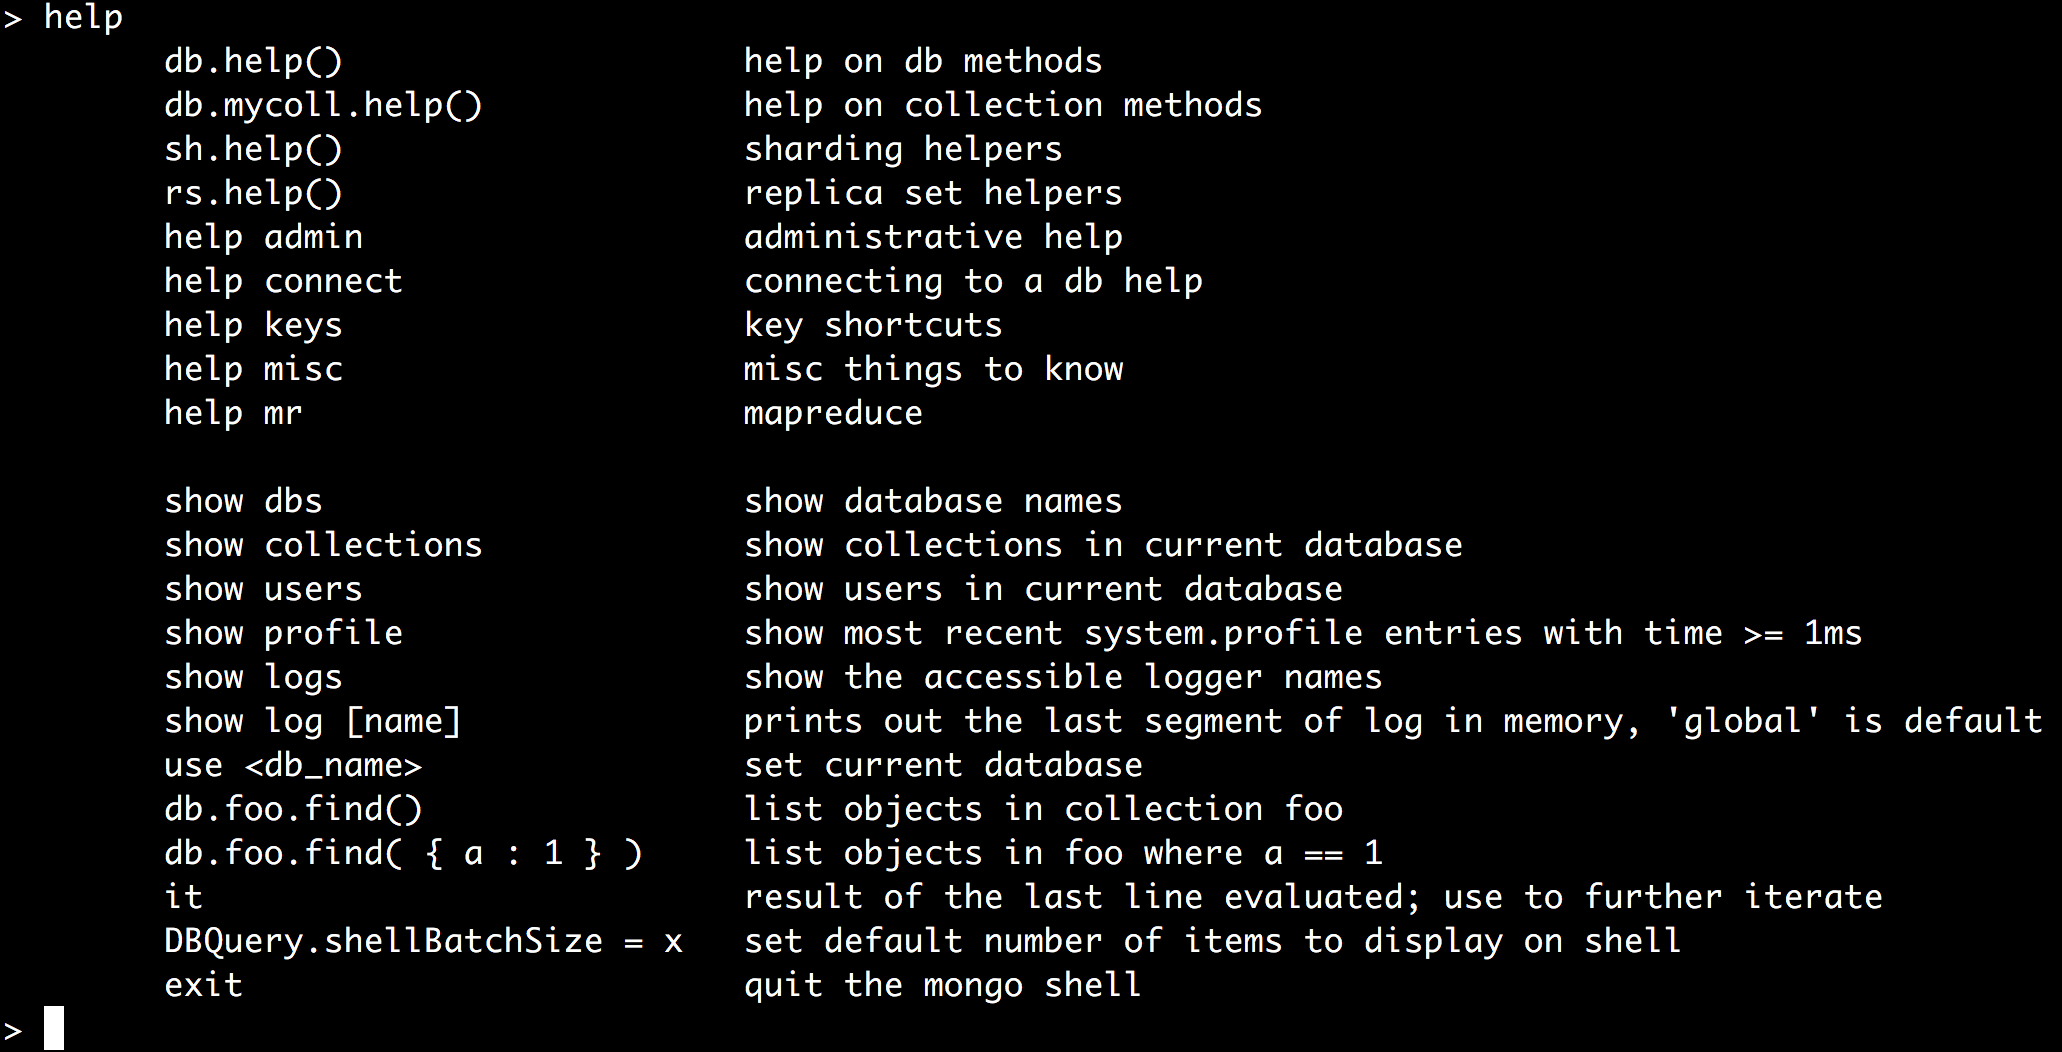 > help
db.help() help on db methods
db.mycoll.help() help on collection methods
sh.help() sharding helpers
rs.help() replica set helpers
help admin administrative help
help connect connecting to a db help
help keys key shortcuts
help misc misc things to know
help mr mapreduce
show dbs show database names
show collections show collections in current database
show users show users in current database
show profile show most recent system.profile entries with time >= 1ms
show logs show the accessible logger names
show log [name] prints out the last segment of log in memory, 'global' is default
use <db_name> set current database
db.foo.find() list objects in collection foo
db.foo.find( { a : 1 } ) list objects in foo where a == 1
it result of the last line evaluated; use to further iterate
DBQuery.shellBatchSize = x set default number of items to display on shell
exit quit the mongo shell
>